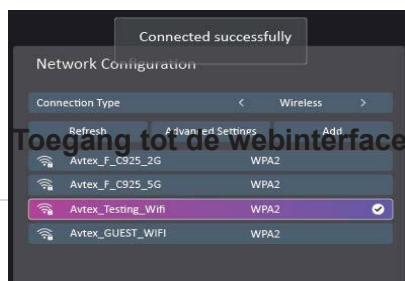 Connected successfully
Network Configuration
Connection Type < Wireless >
Refresh Advanced Settings Add
Toegang tot de webinterface
Avtex_F_C925_2G WPA2
Avtex_F_C925_5G WPA2
Avtex_Testing_Wifi WPA2
Avtex_GUEST_WIFI WPA2